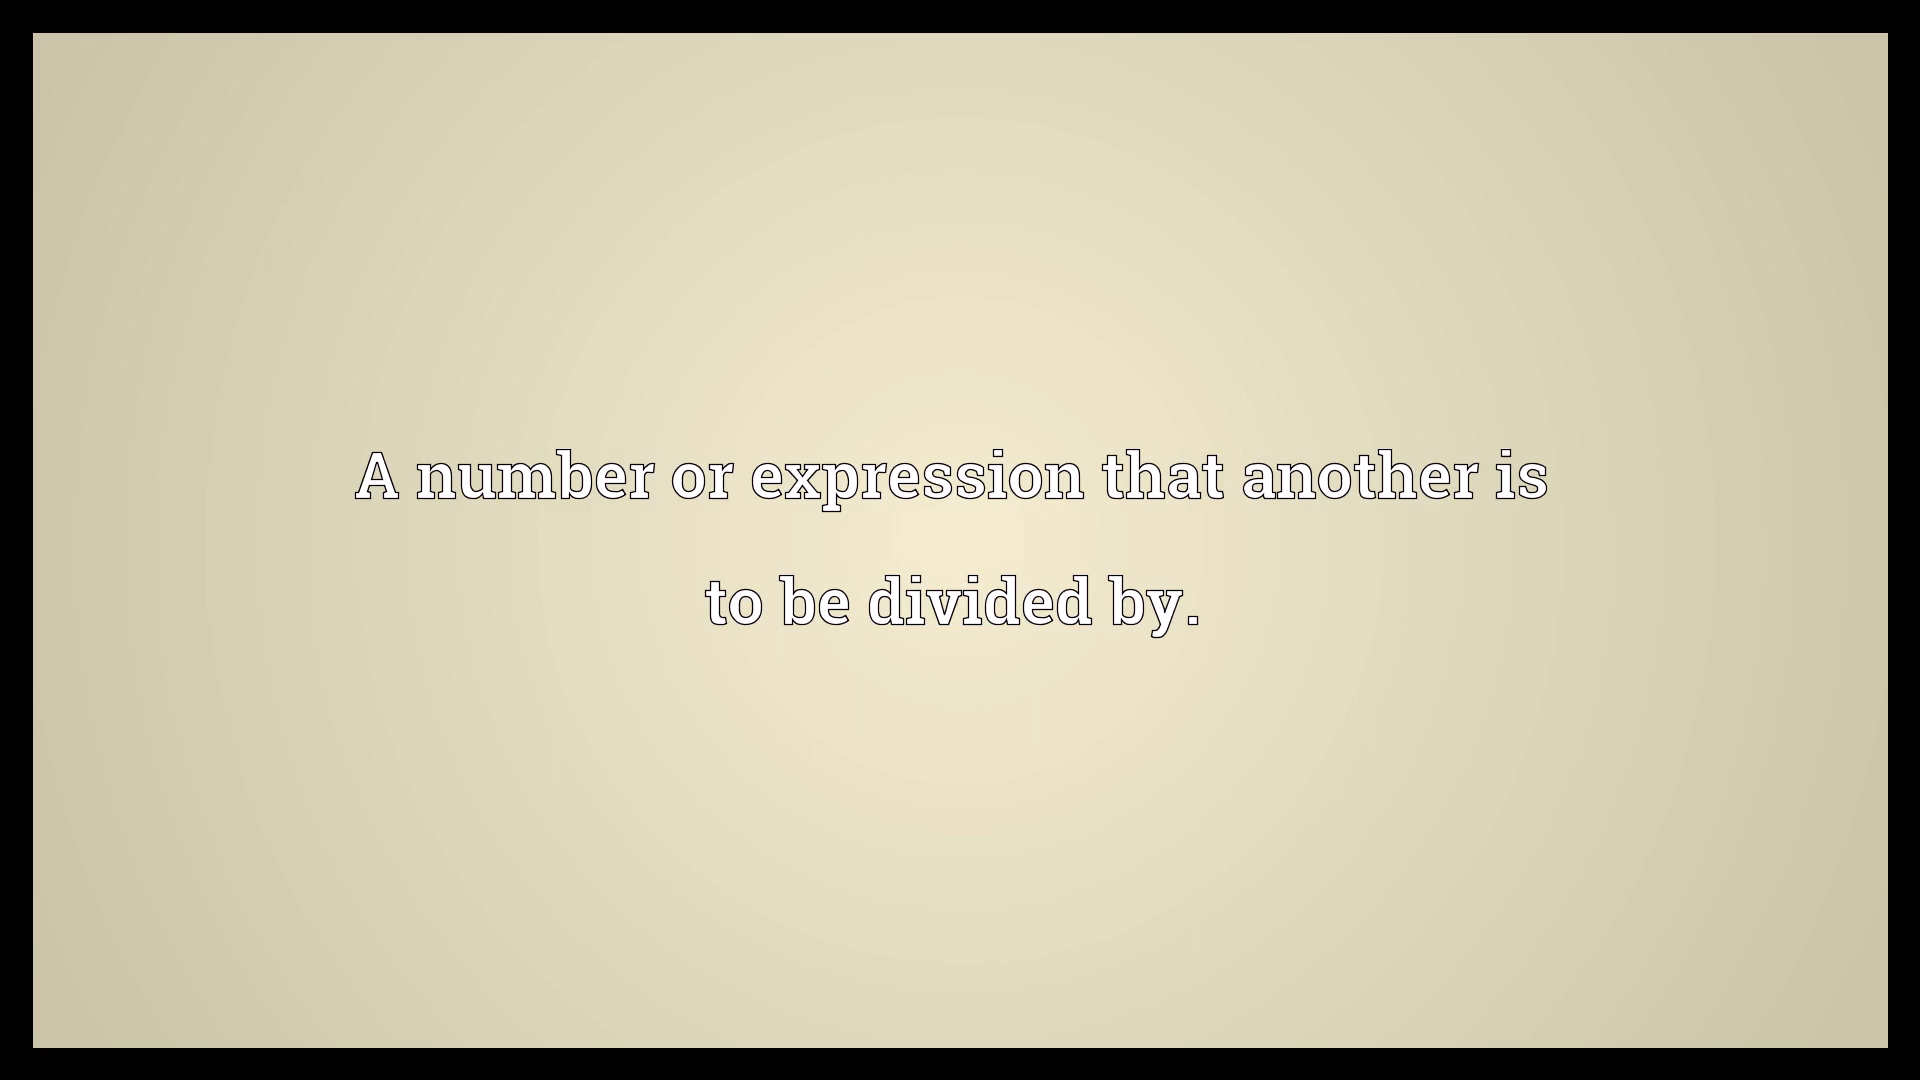 A number or expression that another is
to be divided by.